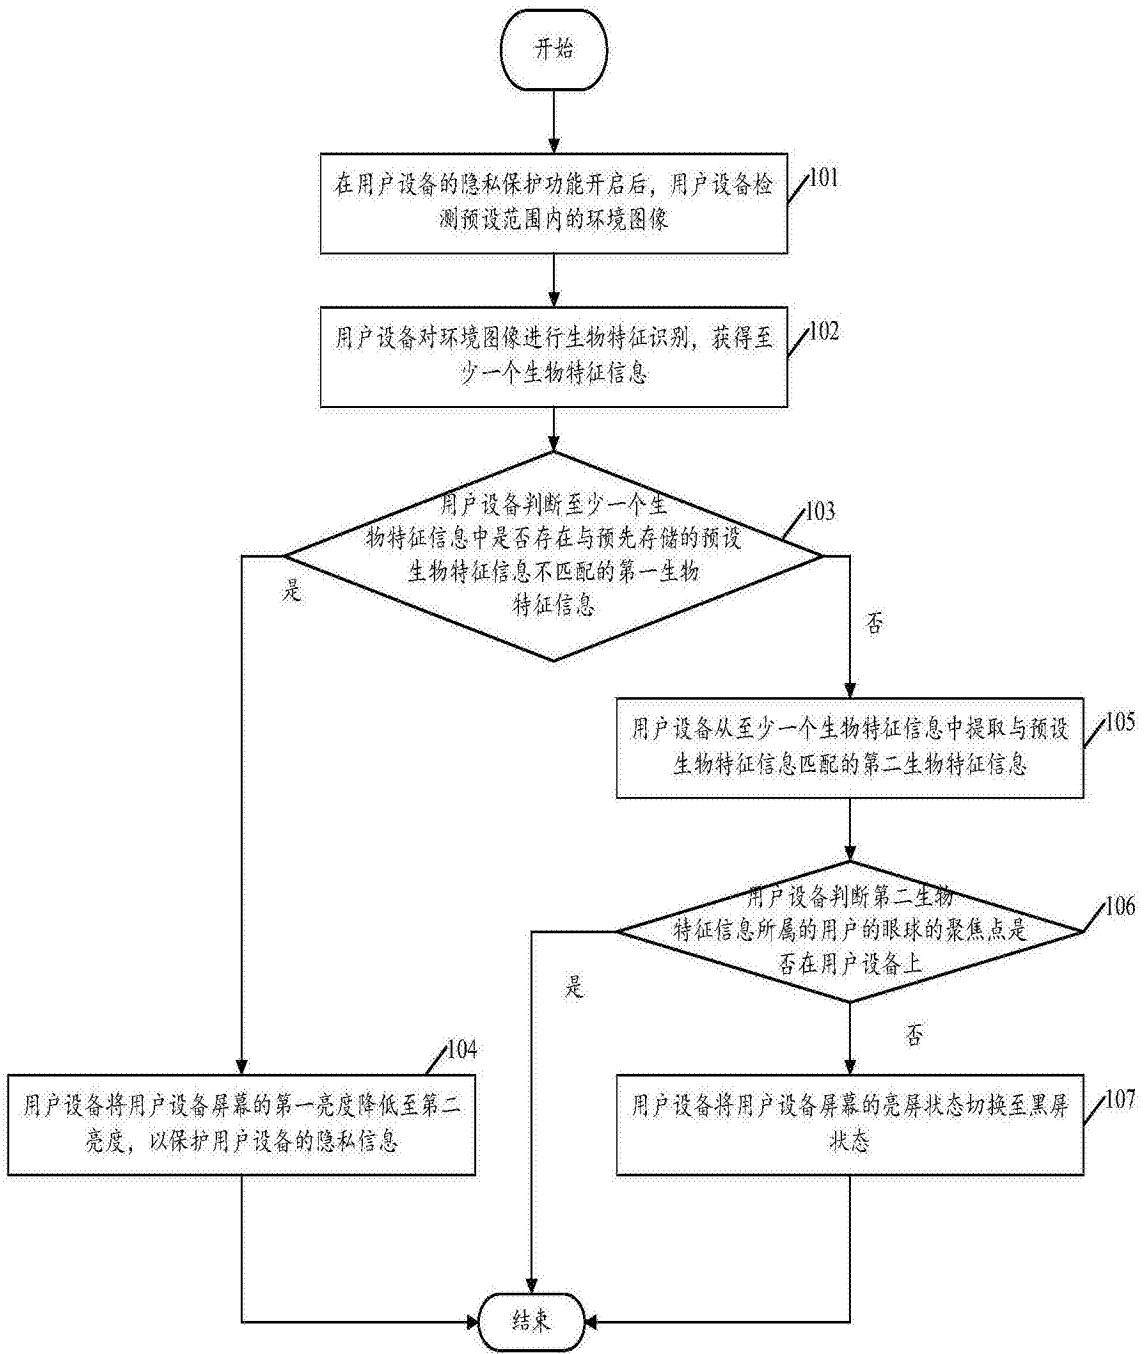 开始
在用户设备的隐私保护功能开启后，用户设备检
测预设范围内的环境图像
101
用户设备对环境图像进行生物特征识别，获得至
少一个生物特征信息
102
用户设备判断至少一个生
物特征信息中是否存在与预先存储的预设
生物特征信息不匹配的第一生物
特征信息
103
是
否
用户设备从至少一个生物特征信息中提取与预设
生物特征信息匹配的第二生物特征信息
105
用户设备判断第二生物
特征信息所属的用户的眼球的聚焦点是
否在用户设备上
106
是
否
用户设备将用户设备屏幕的第一亮度降低至第二
亮度，以保护用户设备的隐私信息
104
用户设备将用户设备屏幕的亮屏状态切换至黑屏
状态
107
结束